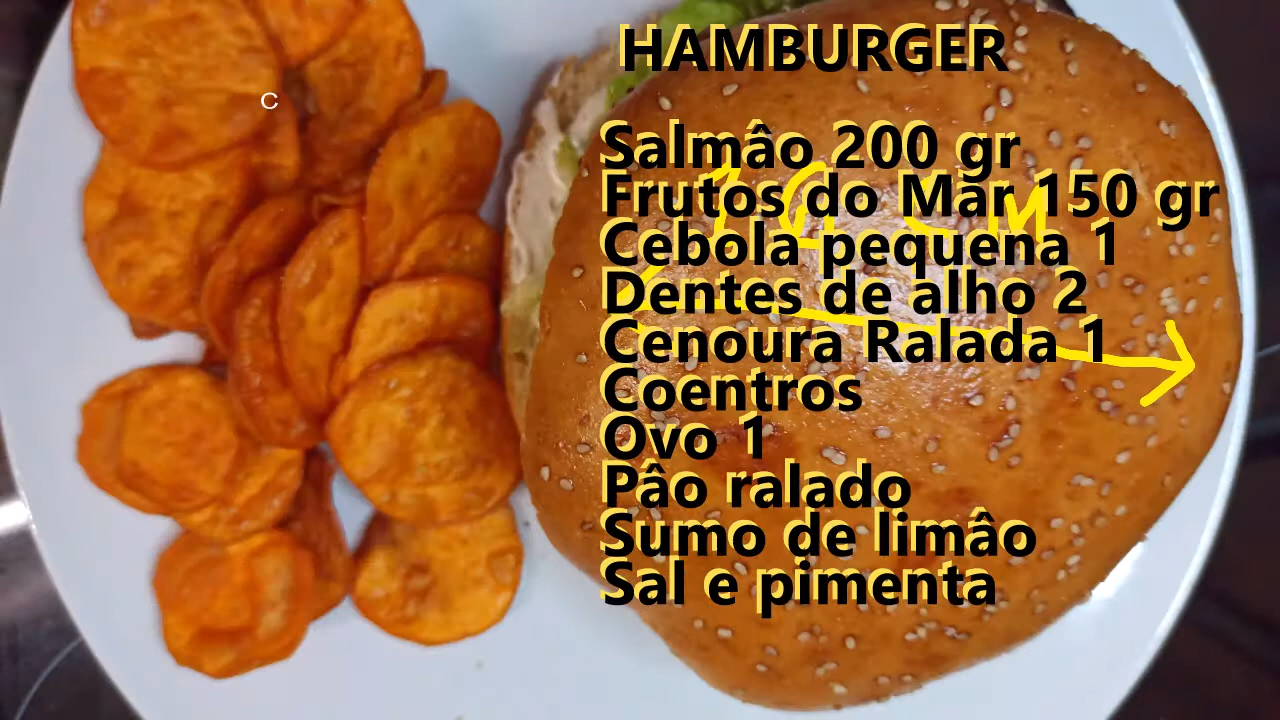 HAMBURGER
C
Salmâo 200 gr
Frutos do Mar 150 gr
Cebola pequena 1
Dentes de alho 2
Cenoura Ralada 1
Coentros
Ovo 1
Pâo ralado
Sumo de limâo
Sal e pimenta